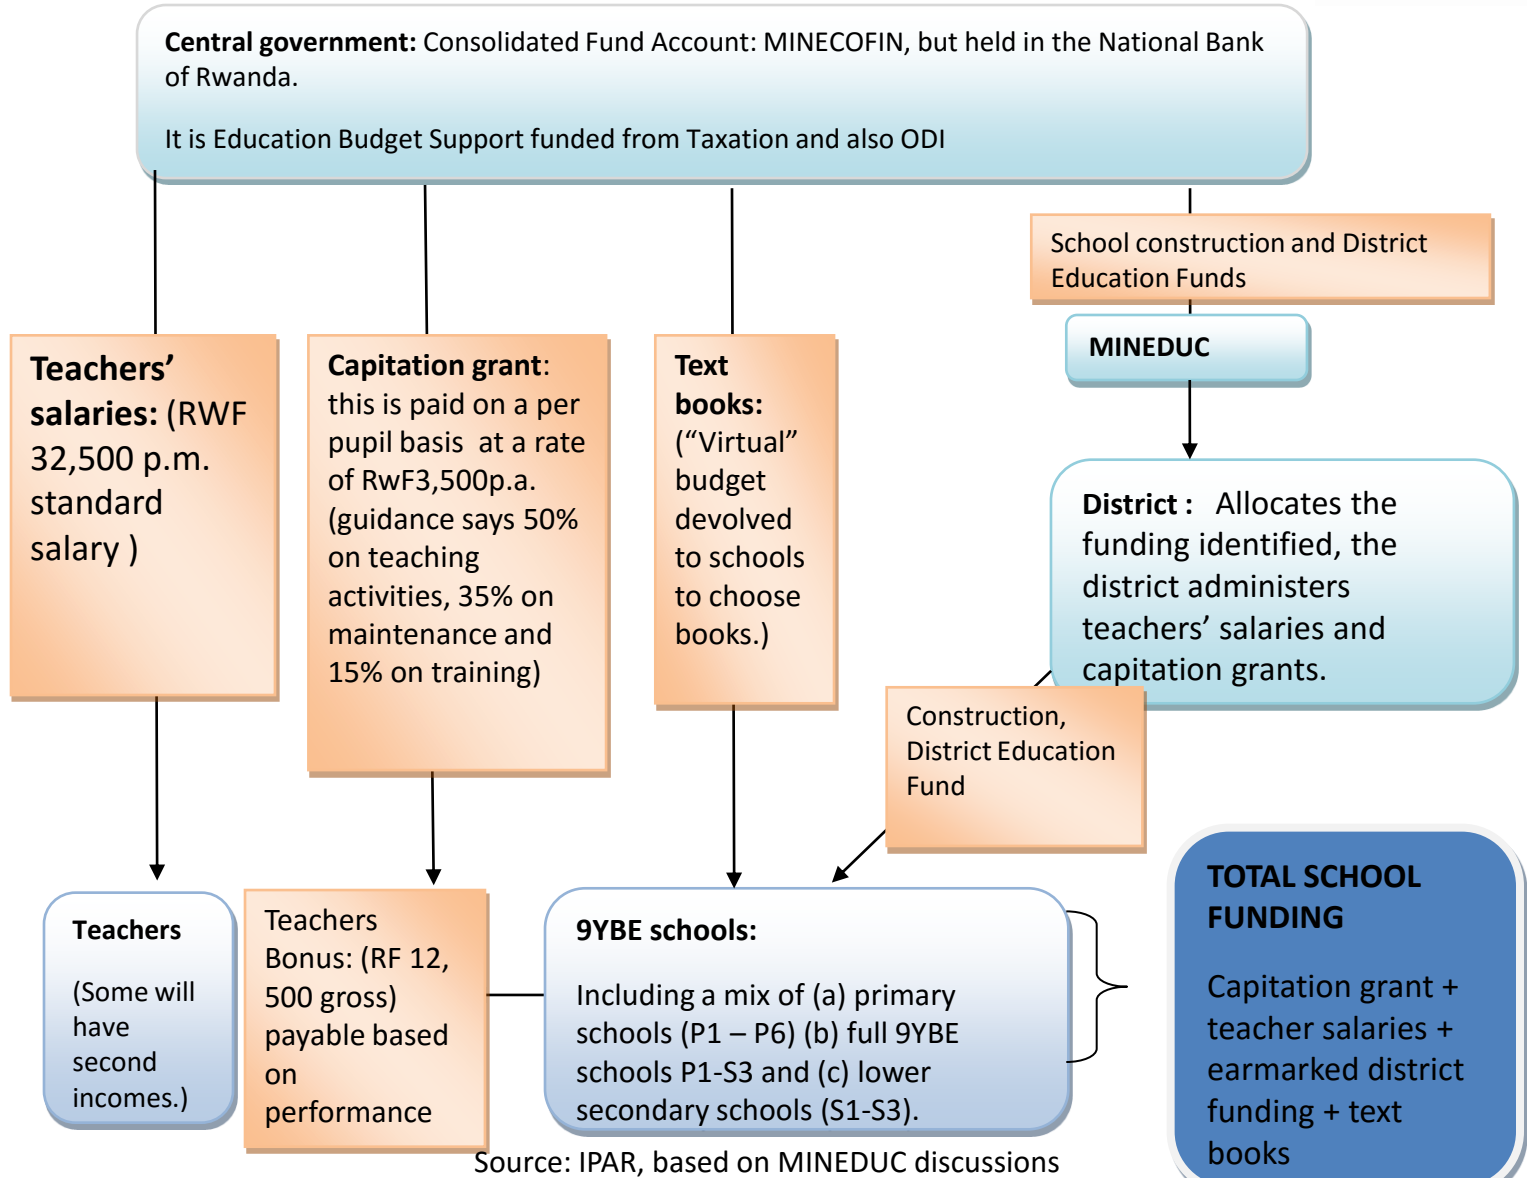 Central government: Consolidated Fund Account: MINECOFIN, but held in the National Bank
of Rwanda.
It is Education Budget Support funded from Taxation and also ODI
School construction and District
Education Funds
MINEDUC
Teachers’
salaries: (RWF
32,500 p.m.
standard
salary )
Capitation grant:
this is paid on a per
pupil basis at a rate
of RwF3,500p.a.
(guidance says 50%
on teaching
activities, 35% on
maintenance and
15% on training)
Text
books:
(“Virtual”
budget
devolved
to schools
to choose
books.)
District : Allocates the
funding identified, the
district administers
teachers’ salaries and
capitation grants.
Construction,
District Education
Fund
Teachers
(Some will
have
second
incomes.)
Teachers
Bonus: (RF 12,
500 gross)
payable based
on
performance
9YBE schools:
Including a mix of (a) primary
schools (P1 – P6) (b) full 9YBE
schools P1-S3 and (c) lower
secondary schools (S1-S3).
TOTAL SCHOOL
FUNDING
Capitation grant +
teacher salaries +
earmarked district
funding + text
books
Source: IPAR, based on MINEDUC discussions